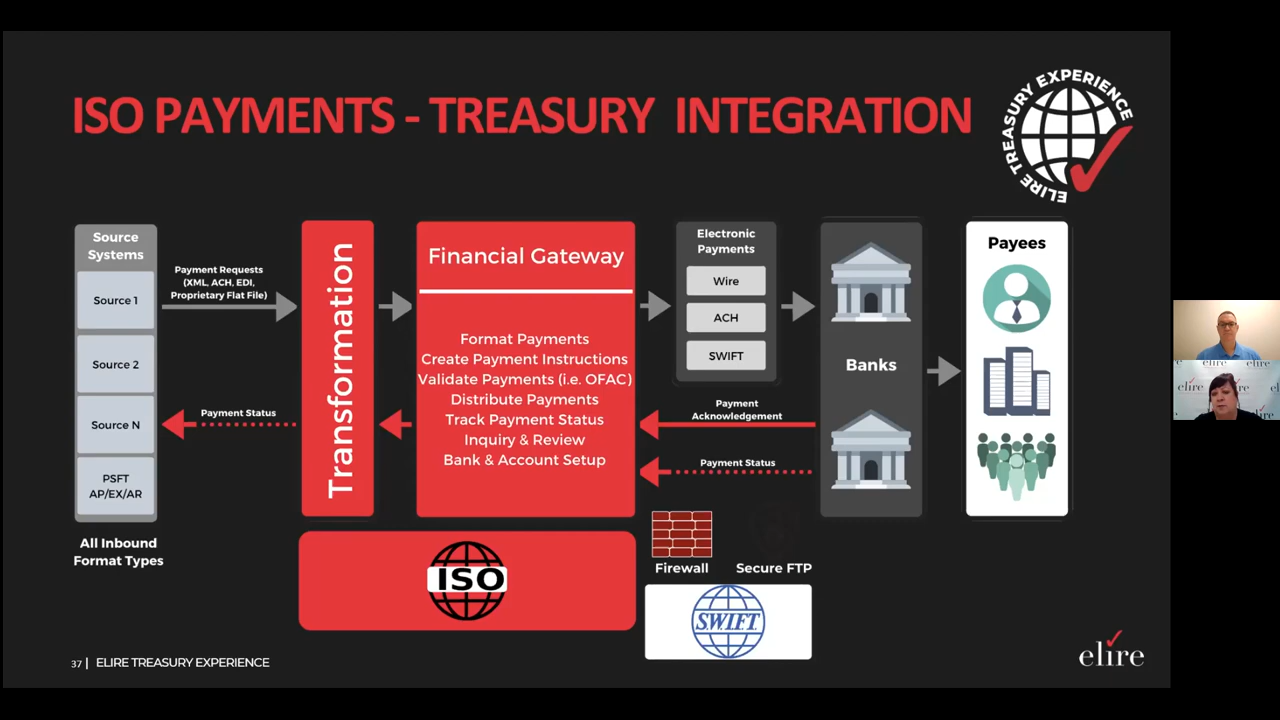 ISO PAYMENTS - TREASURY INTEGRATION
ELIRE TREASURY EXPERIENCE
Source
Systems
Source 1
Source 2
Source N
PSFT
AP/EX/AR
All Inbound
Format Types
Payment Requests
(XML, ACH, EDI,
Proprietary Flat File)
Payment Status
Transformation
Financial Gateway
Format Payments
Create Payment Instructions
Validate Payments (i.e. OFAC)
Distribute Payments
Track Payment Status
Inquiry & Review
Bank & Account Setup
ISO
Electronic
Payments
Wire
ACH
SWIFT
Payment
Acknowledgement
Payment Status
Firewall
Secure FTP
S.W.I.F.T.
Banks
Payees
37 | ELIRE TREASURY EXPERIENCE
elire
elire